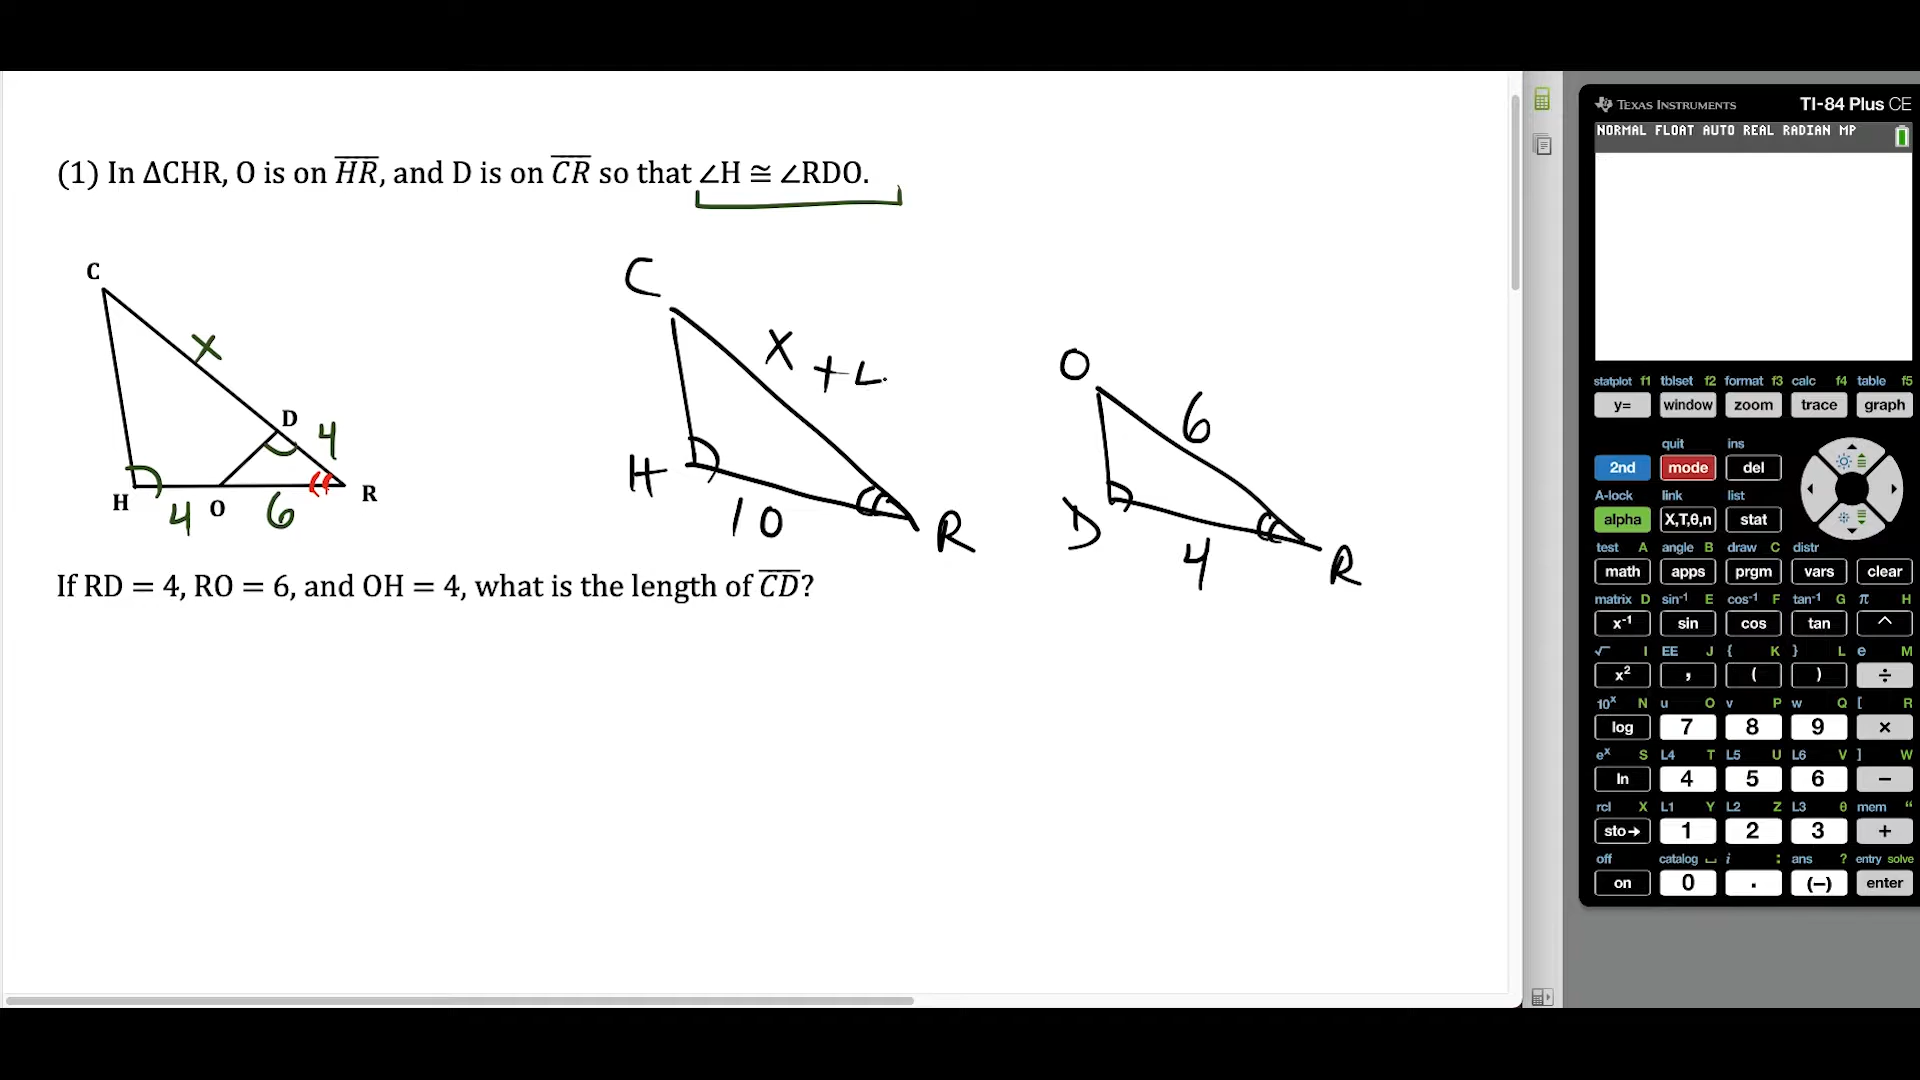 (1) In ΔCHR, O is on HR, and D is on CR so that ∠H ≅ ∠RDO.
C
X
D
4
H
4
O
6
R
C
X +
H
10
R
O
6
D
4
R
If RD = 4, RO = 6, and OH = 4, what is the length of CD?
TEXAS INSTRUMENTS TI-84 Plus CE
NORMAL FLOAT AUTO REAL RADIAN MP
statplot f1 tblset f2 format f3 calc f4 table f5
y= window zoom trace graph
quit ins
2nd mode del
A-lock link list
alpha X,T,θ,n stat
test A angle B draw C distr
math apps prgm vars clear
matrix D sin⁻¹ E cos⁻¹ F tan⁻¹ G π H
x⁻¹ sin cos tan ^
√ I EE J { K } L e M
x² , ( ) ÷
10ˣ N u O v P w Q [ R
log 7 8 9 ×
eˣ S L4 T L5 U L6 V ] W
ln 4 5 6 −
rcl X L1 Y L2 Z L3 θ mem “
sto→ 1 2 3 +
off catalog i : ans ? entry solve
on 0 . (−) enter